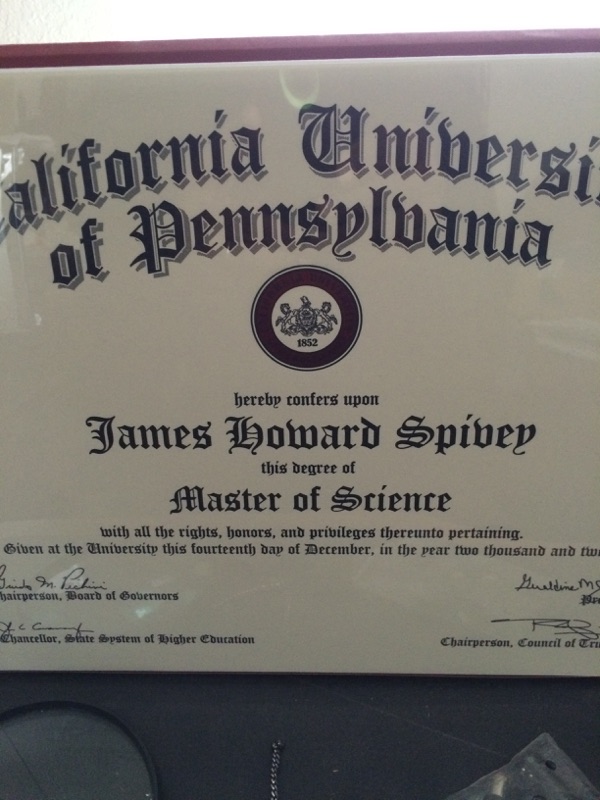 alifornia Universi
of Pennsylvania
1852
hereby confers upon
James Howard Spivey
this degree of
Master of Science
with all the rights, honors, and privileges thereunto pertaining.
Given at the University this fourteenth day of December, in the year two thousand and twe
hairperson, Board of Governors
Chancellor, State System of Higher Education
Chairperson, Council of Tru